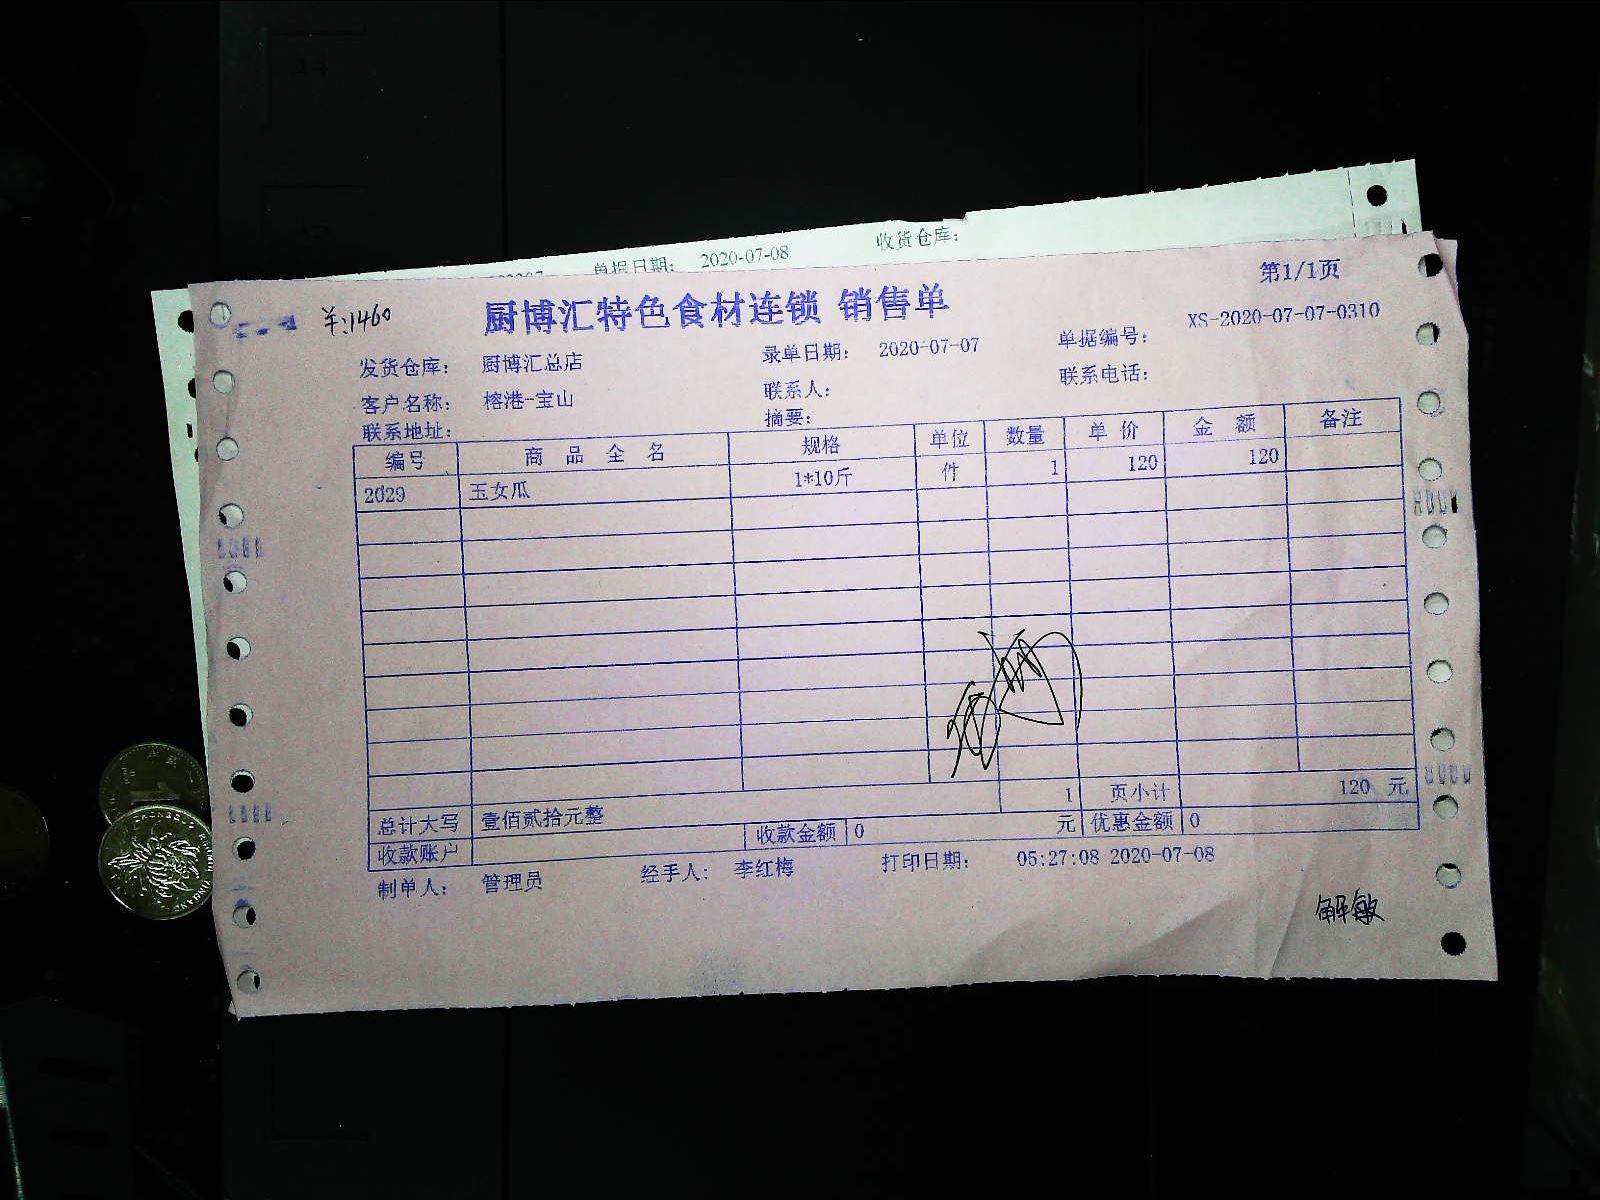 单据日期： 2020-07-08 收货仓库：
第1/1页
羊:1460 厨博汇特色食材连锁 销售单
发货仓库： 厨博汇总店 录单日期： 2020-07-07 单据编号： XS-2020-07-07-0310
客户名称： 榕港-宝山 联系人： 联系电话：
联系地址： 摘要：
编号 商 品 全 名 规格 单位 数量 单 价 金 额 备注
2029 玉女瓜 1*10斤 件 1 120 120
1 页小计 120 元
总计大写 壹佰贰拾元整
收款账户 收款金额 0 元 优惠金额 0
制单人： 管理员 经手人： 李红梅 打印日期： 05:27:08 2020-07-08
解敏